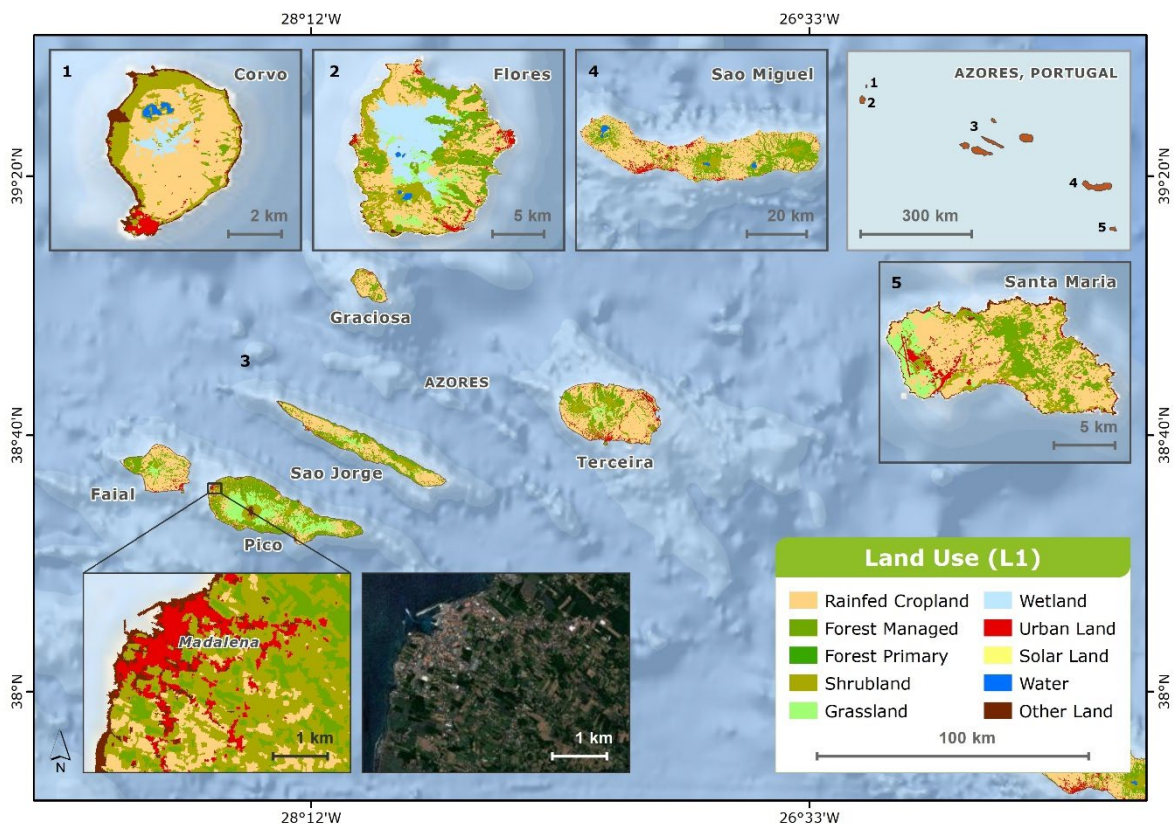 28°12'W
26°33'W
1
Corvo
2 km
2
Flores
5 km
4
Sao Miguel
20 km
AZORES, PORTUGAL
1
2
3
4
5
300 km
39°20'N
39°20'N
5
Santa Maria
5 km
Graciosa
3
AZORES
Terceira
38°40'N
38°40'N
Sao Jorge
Faial
Pico
Madalena
1 km
1 km
Land Use (L1)
Rainfed Cropland
Forest Managed
Forest Primary
Shrubland
Grassland
Wetland
Urban Land
Solar Land
Water
Other Land
100 km
38°N
38°N
N
28°12'W
26°33'W